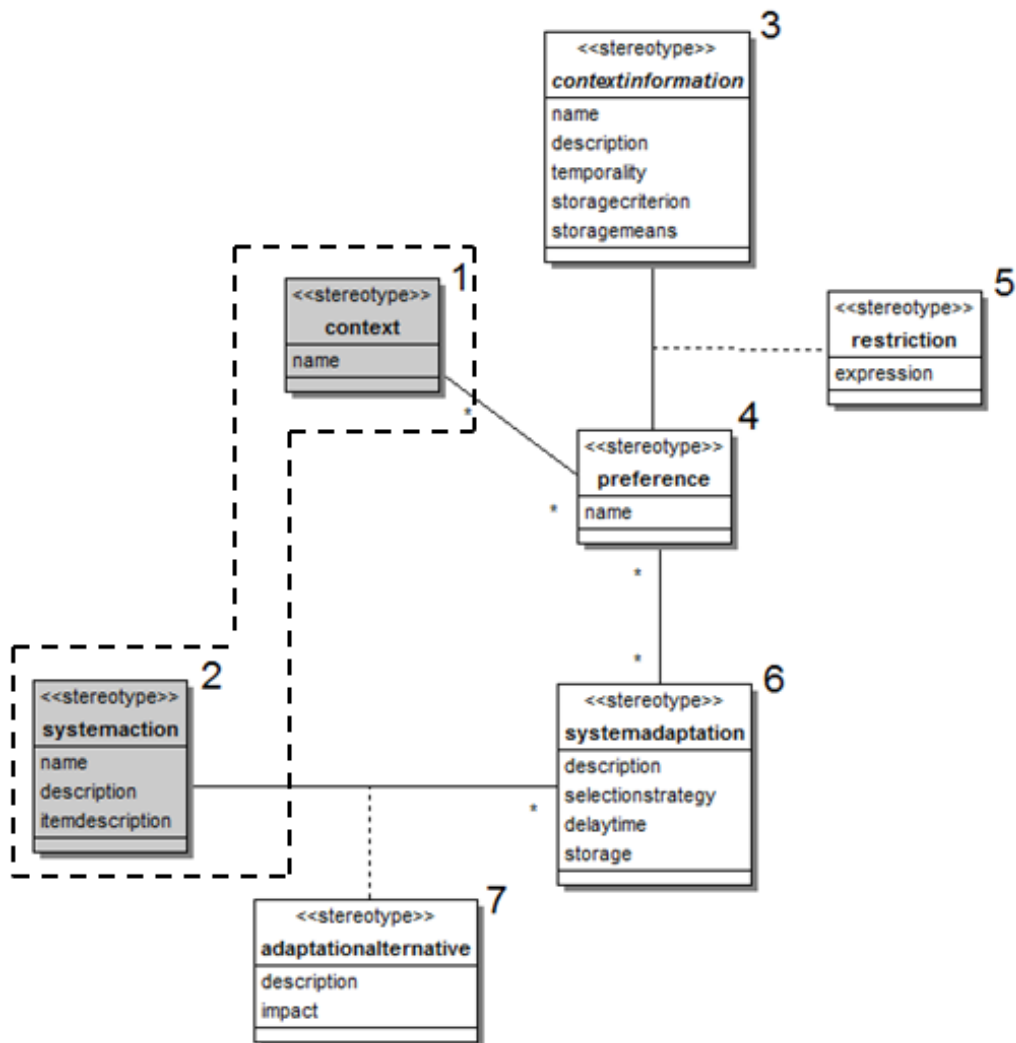 3
<<stereotype>>
contextinformation
name
description
temporality
storagecriterion
storagemeans
1
<<stereotype>>
context
name
*
5
<<stereotype>>
restriction
expression
4
<<stereotype>>
preference
name
*
*
*
2
<<stereotype>>
systemaction
name
description
itemdescription
6
<<stereotype>>
systemadaptation
description
selectionstrategy
delaytime
storage
*
7
<<stereotype>>
adaptationalternative
description
impact